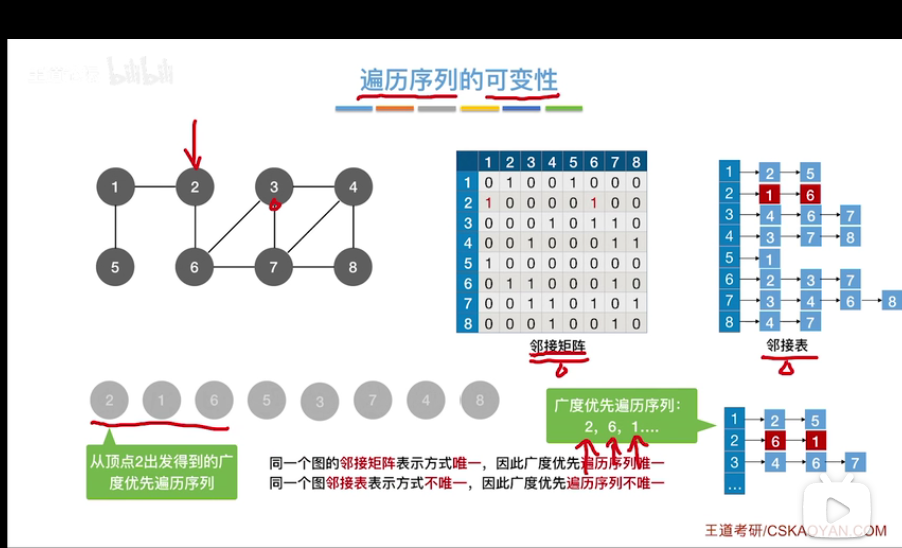 bilibili
遍历序列的可变性
1 2 3 4
5 6 7 8
1 2 3 4 5 6 7 8
1 0 1 0 0 1 0 0 0
2 1 0 0 0 0 1 0 0
3 0 0 0 1 0 1 1 0
4 0 0 1 0 0 0 1 1
5 1 0 0 0 0 0 0 0
6 0 1 1 0 0 0 1 0
7 0 0 1 1 0 1 0 1
8 0 0 0 1 0 0 1 0
邻接矩阵
1 2 5
2 1 6
3 4 6 7
4 3 7 8
5 1
6 2 3 7
7 3 4 6 8
8 4 7
邻接表
2 1 6 5 3 7 4 8
从顶点2出发得到的广
度优先遍历序列
广度优先遍历序列:
2, 6, 1....
1 2 5
2 6 1
3 4 6 7
...
同一个图的邻接矩阵表示方式唯一,因此广度优先遍历序列唯一
同一个图邻接表表示方式不唯一,因此广度优先遍历序列不唯一
王道考研/CSKAOYAN.COM